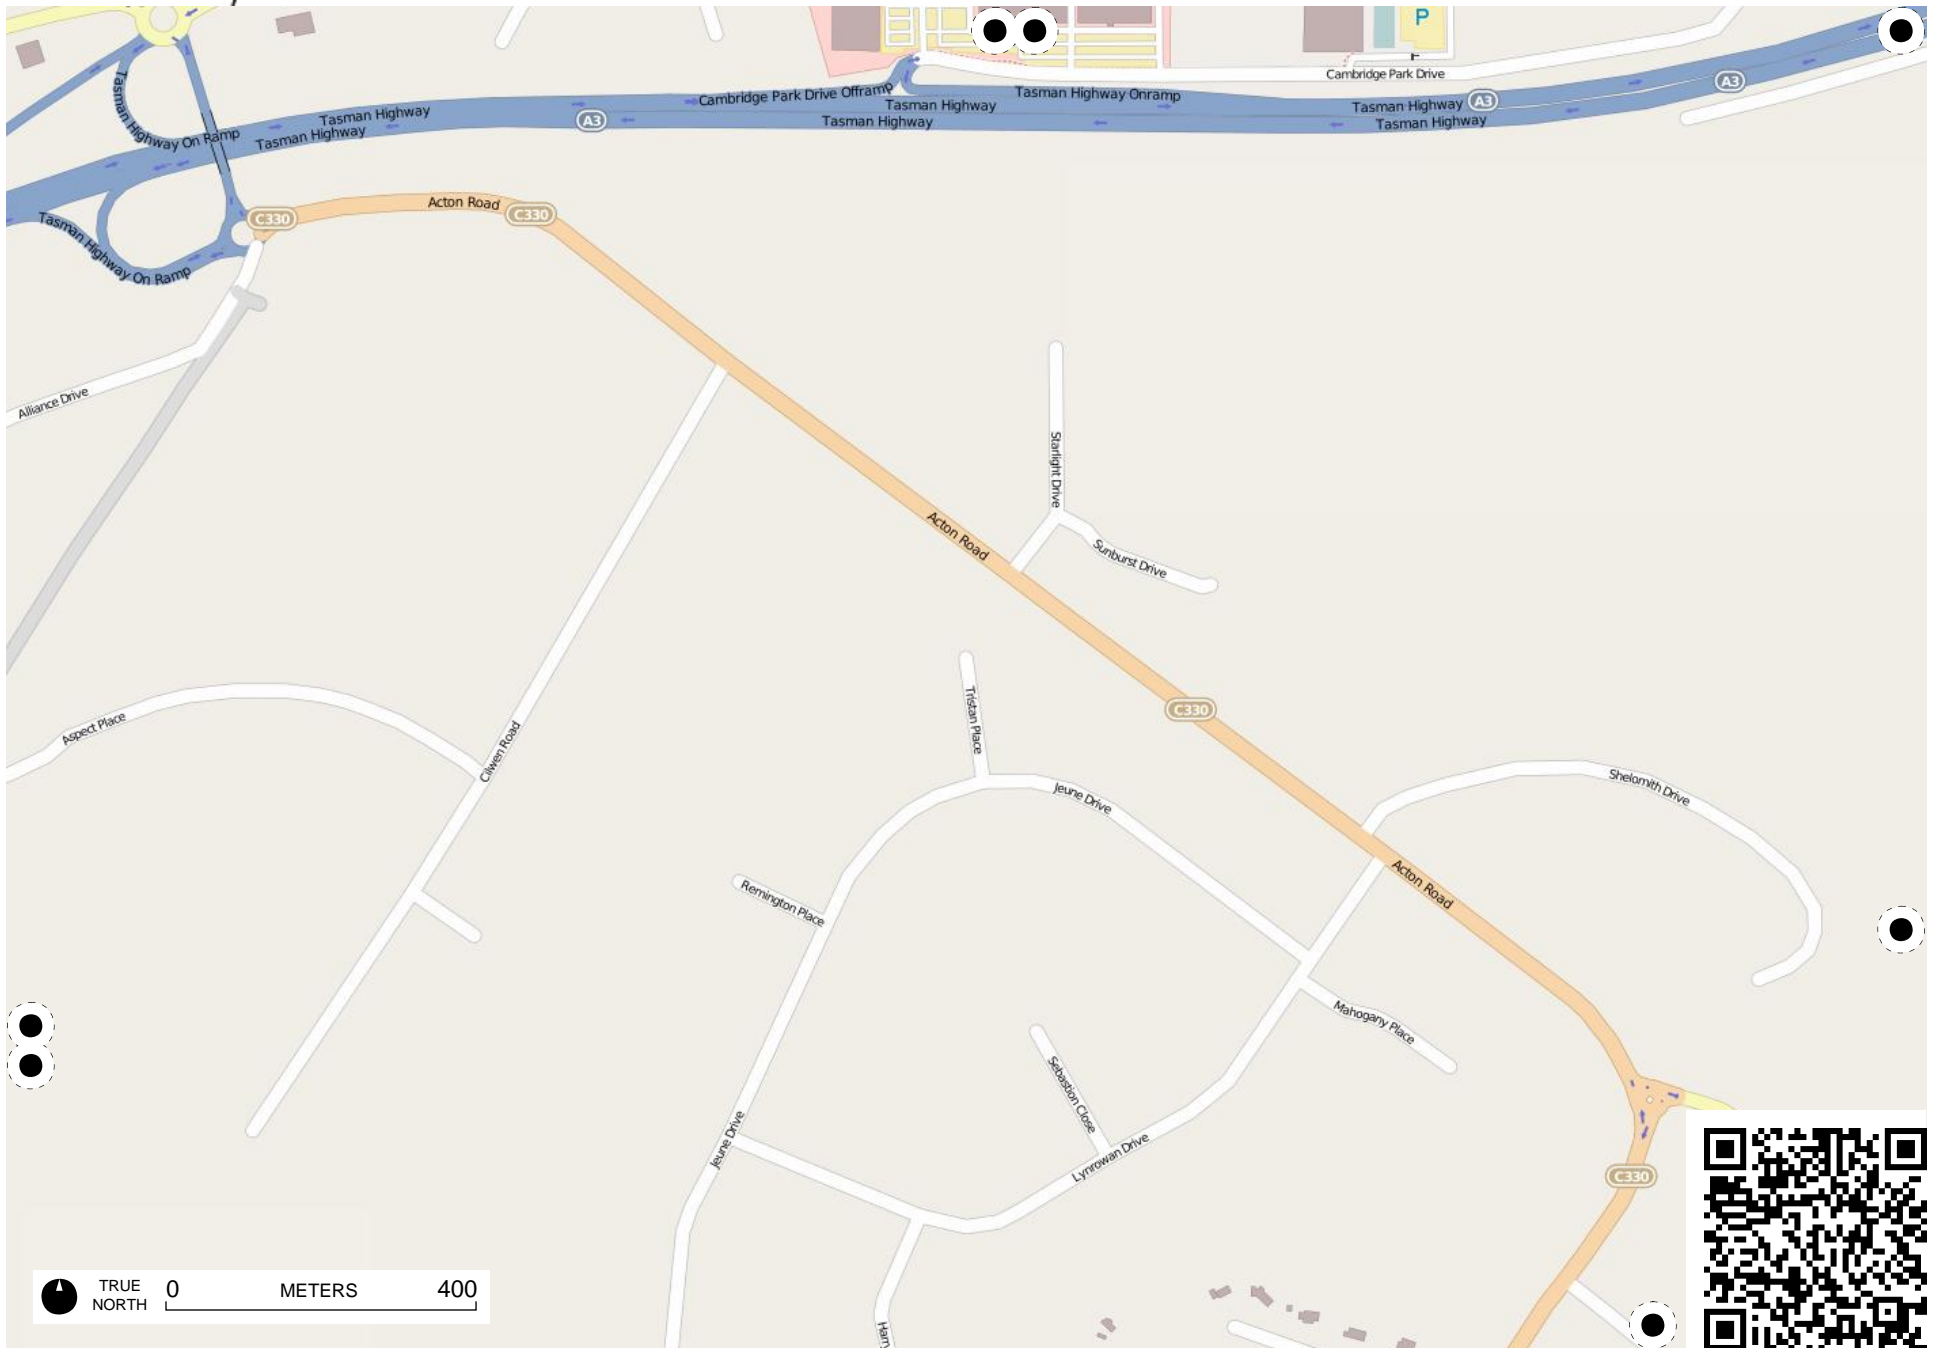 P
Cambridge Park Drive
A3
Cambridge Park Drive Offramp
Tasman Highway Onramp
Tasman Highway
Tasman Highway
A3
Tasman Highway
Tasman Highway
A3
Tasman Highway
Tasman Highway
Tasman Highway
Tasman Highway On Ramp
Acton Road
C330
C330
Tasman Highway On Ramp
Alliance Drive
Starlight Drive
Acton Road
Sunburst Drive
Tristan Place
C330
Aspect Place
Cilwen Road
Jeune Drive
Shelomith Drive
Acton Road
Remington Place
Mahogany Place
Sebastion Close
Jeune Drive
Lynrowan Drive
C330
TRUE
NORTH
0 METERS 400